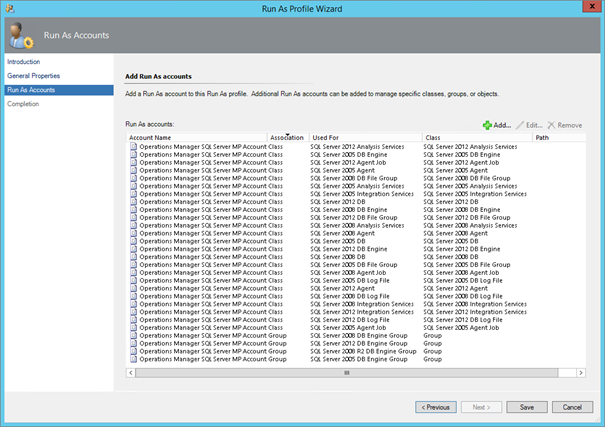 Run As Profile Wizard
Run As Accounts
Introduction
General Properties
Run As Accounts
Completion
Add Run As accounts
Add a Run As account to this Run As profile. Additional Run As accounts can be added to manage specific classes, groups, or objects.
Run As accounts:
Add... Edit... Remove
Account Name Association Used For Class Path
Operations Manager SQL Server MP Account Class SQL Server 2012 Analysis Services SQL Server 2012 Analysis Services
Operations Manager SQL Server MP Account Class SQL Server 2005 DB Engine SQL Server 2005 DB Engine
Operations Manager SQL Server MP Account Class SQL Server 2012 Agent Job SQL Server 2012 Agent Job
Operations Manager SQL Server MP Account Class SQL Server 2005 Agent SQL Server 2005 Agent
Operations Manager SQL Server MP Account Class SQL Server 2008 DB File Group SQL Server 2008 DB File Group
Operations Manager SQL Server MP Account Class SQL Server 2005 Analysis Services SQL Server 2005 Analysis Services
Operations Manager SQL Server MP Account Class SQL Server 2005 Integration Services SQL Server 2005 Integration Services
Operations Manager SQL Server MP Account Class SQL Server 2012 DB SQL Server 2012 DB
Operations Manager SQL Server MP Account Class SQL Server 2008 DB Engine SQL Server 2008 DB Engine
Operations Manager SQL Server MP Account Class SQL Server 2012 DB File Group SQL Server 2012 DB File Group
Operations Manager SQL Server MP Account Class SQL Server 2008 Analysis Services SQL Server 2008 Analysis Services
Operations Manager SQL Server MP Account Class SQL Server 2008 Agent SQL Server 2008 Agent
Operations Manager SQL Server MP Account Class SQL Server 2005 DB SQL Server 2005 DB
Operations Manager SQL Server MP Account Class SQL Server 2012 DB Engine SQL Server 2012 DB Engine
Operations Manager SQL Server MP Account Class SQL Server 2008 DB SQL Server 2008 DB
Operations Manager SQL Server MP Account Class SQL Server 2005 DB File Group SQL Server 2005 DB File Group
Operations Manager SQL Server MP Account Class SQL Server 2008 Agent Job SQL Server 2008 Agent Job
Operations Manager SQL Server MP Account Class SQL Server 2005 DB Log File SQL Server 2005 DB Log File
Operations Manager SQL Server MP Account Class SQL Server 2012 Agent SQL Server 2012 Agent
Operations Manager SQL Server MP Account Class SQL Server 2008 DB Log File SQL Server 2008 DB Log File
Operations Manager SQL Server MP Account Class SQL Server 2008 Integration Services SQL Server 2008 Integration Services
Operations Manager SQL Server MP Account Class SQL Server 2012 Integration Services SQL Server 2012 Integration Services
Operations Manager SQL Server MP Account Class SQL Server 2012 DB Log File SQL Server 2012 DB Log File
Operations Manager SQL Server MP Account Class SQL Server 2005 Agent Job SQL Server 2005 Agent Job
Operations Manager SQL Server MP Account Group SQL Server 2008 DB Engine Group Group
Operations Manager SQL Server MP Account Group SQL Server 2012 DB Engine Group Group
Operations Manager SQL Server MP Account Group SQL Server 2008 R2 DB Engine Group Group
Operations Manager SQL Server MP Account Group SQL Server 2005 DB Engine Group Group
< Previous Next > Save Cancel